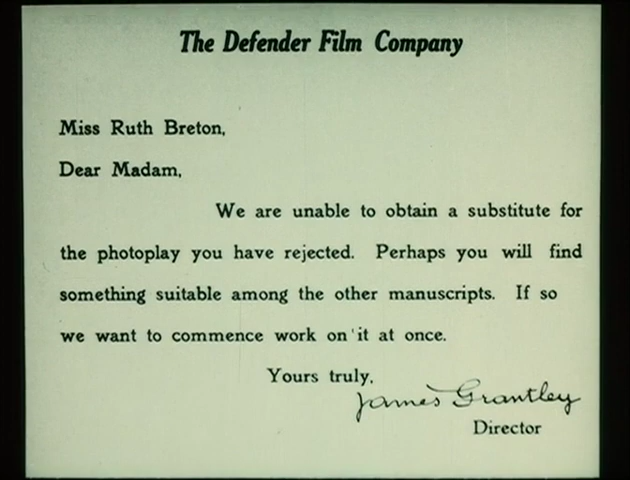 The Defender Film Company
Miss Ruth Breton,
Dear Madam,
We are unable to obtain a substitute for
the photoplay you have rejected. Perhaps you will find
something suitable among the other manuscripts. If so
we want to commence work on it at once.
Yours truly,
James Grantley
Director